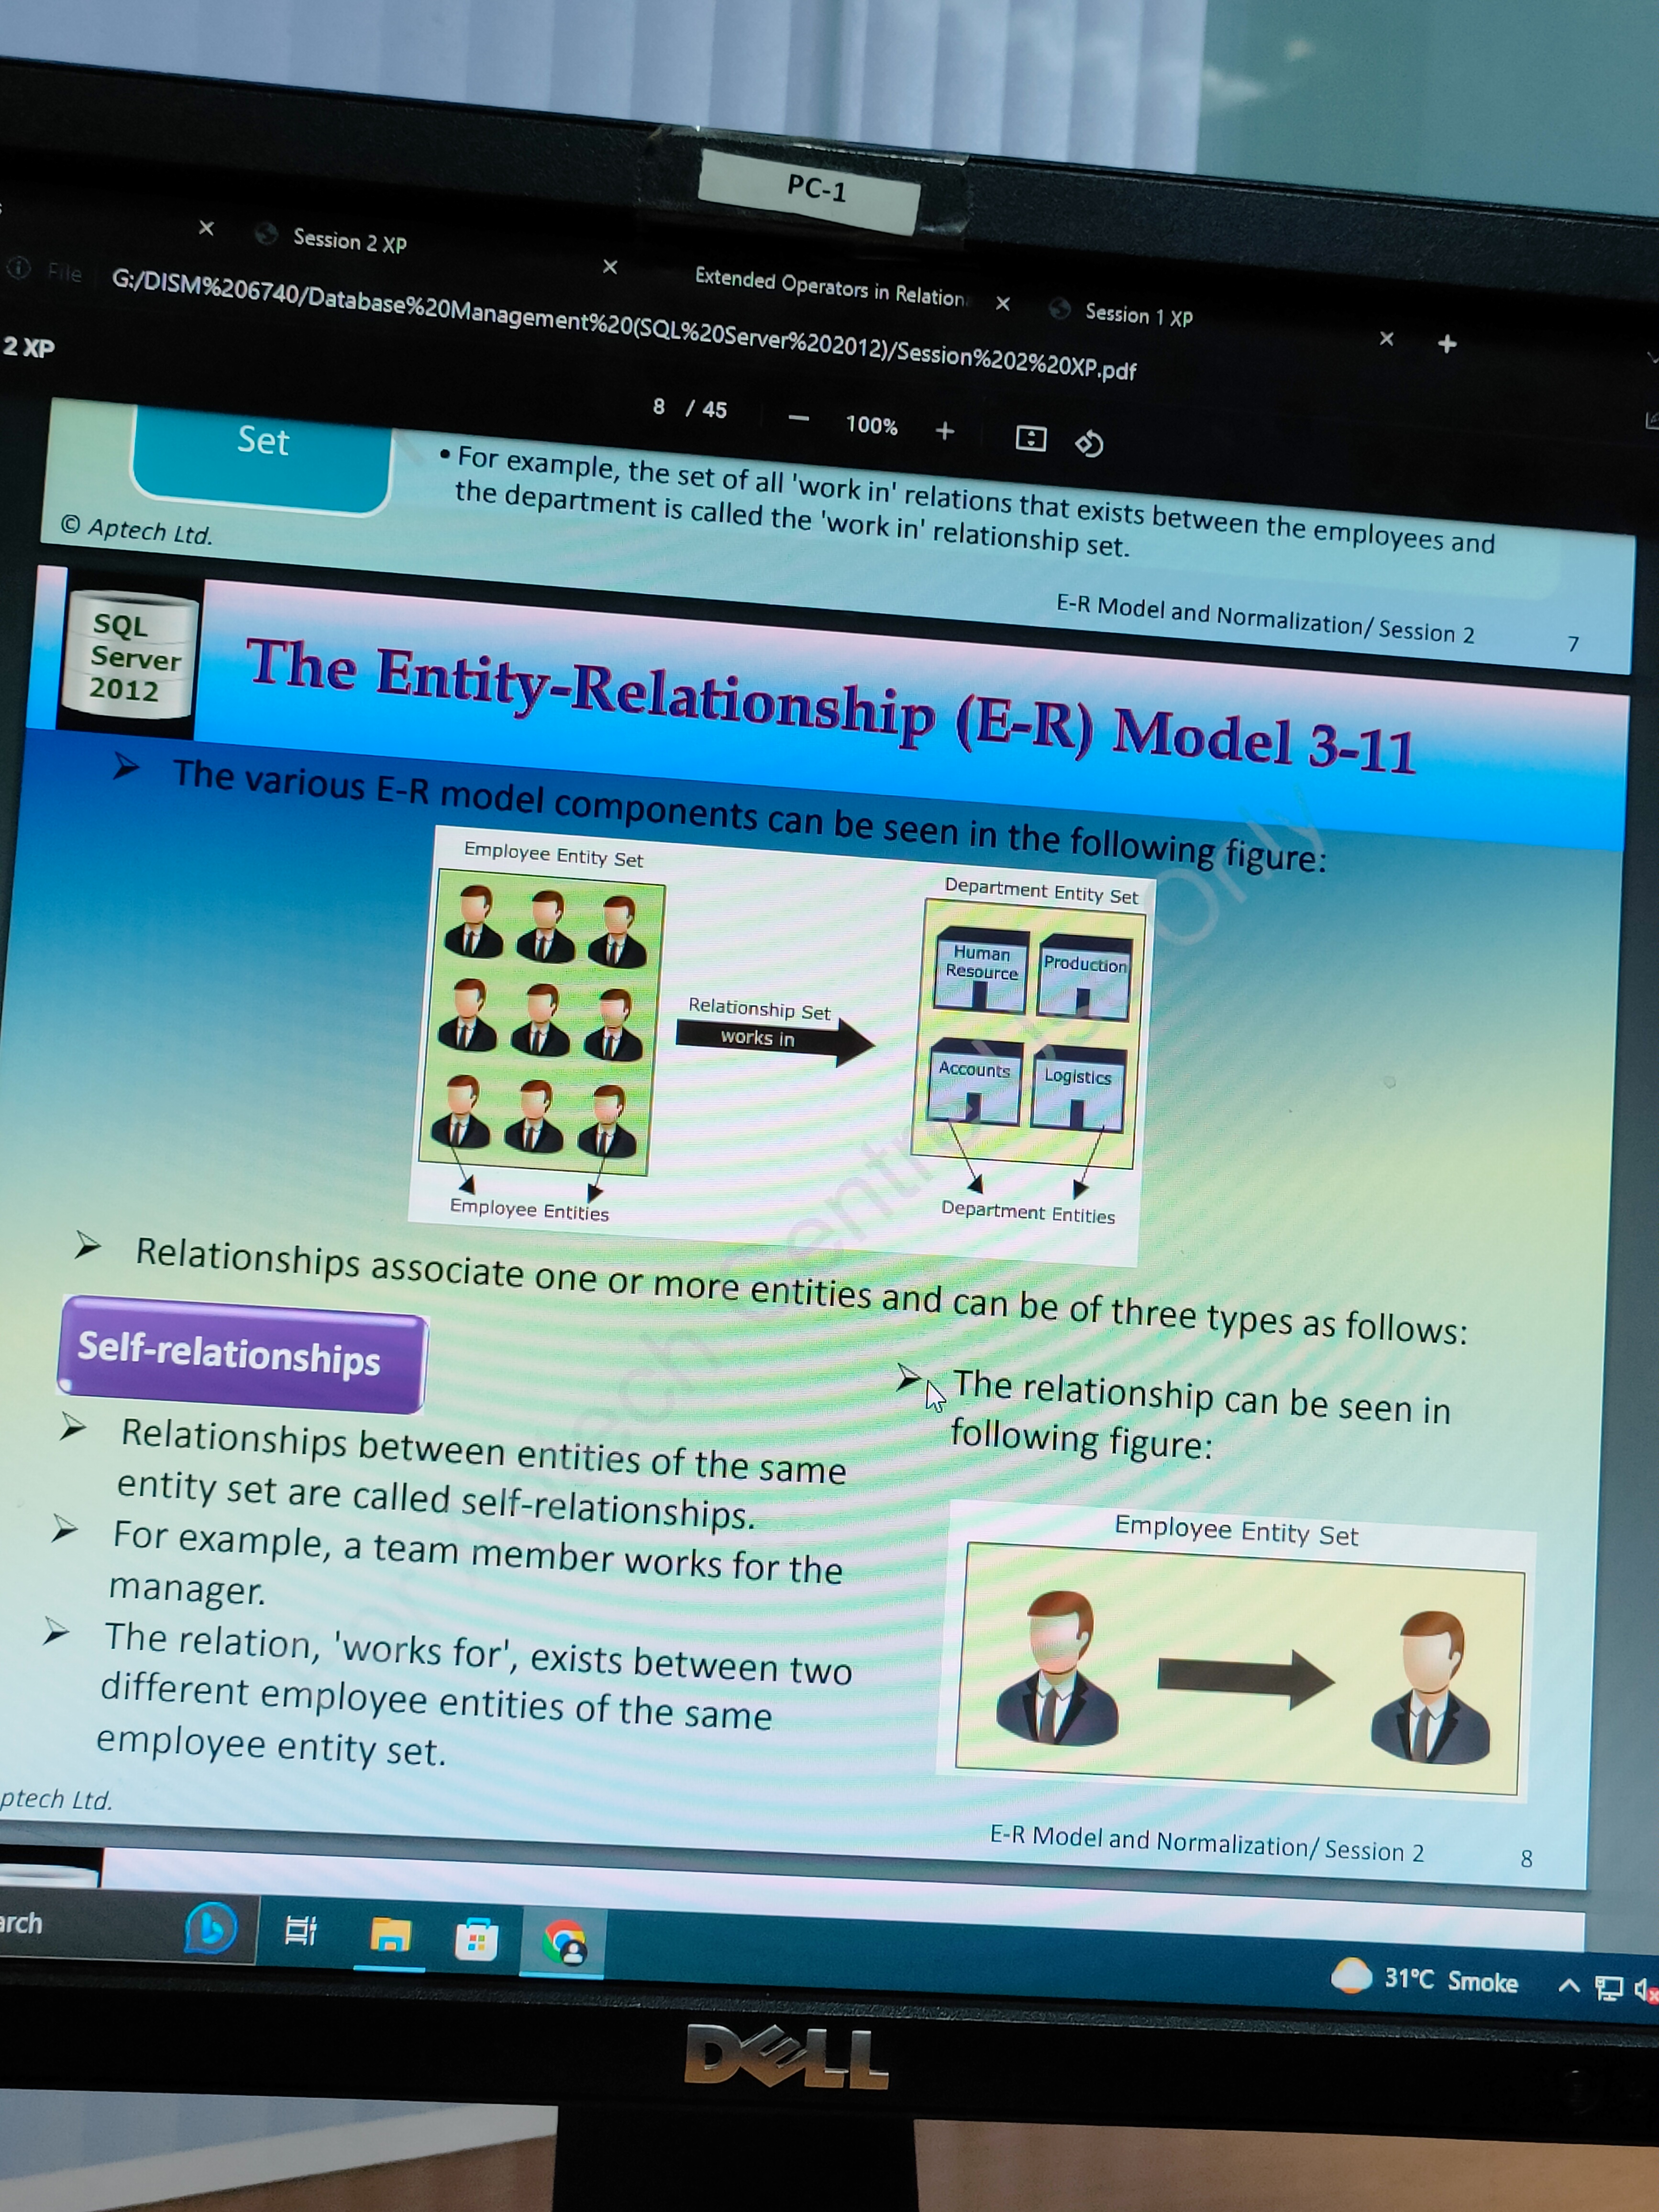 PC-1
Session 2 XP
Extended Operators in Relation
Session 1 XP
File
G:/DISM%206740/Database%20Management%20(SQL%20Server%202012)/Session%202%20XP.pdf
2 XP
8 / 45
100%
Set
• For example, the set of all 'work in' relations that exists between the employees and
the department is called the 'work in' relationship set.
© Aptech Ltd.
E-R Model and Normalization/ Session 2
7
SQL
Server
2012
The Entity-Relationship (E-R) Model 3-11
➢ The various E-R model components can be seen in the following figure:
Employee Entity Set
Department Entity Set
Human
Resource
Production
Relationship Set
works in
Accounts
Logistics
Employee Entities
Department Entities
➢ Relationships associate one or more entities and can be of three types as follows:
Self-relationships
➢ Relationships between entities of the same
entity set are called self-relationships.
➢ For example, a team member works for the
manager.
➢ The relation, 'works for', exists between two
different employee entities of the same
employee entity set.
➢ The relationship can be seen in
following figure:
Employee Entity Set
ptech Ltd.
E-R Model and Normalization/ Session 2
8
arch
31°C Smoke
DELL